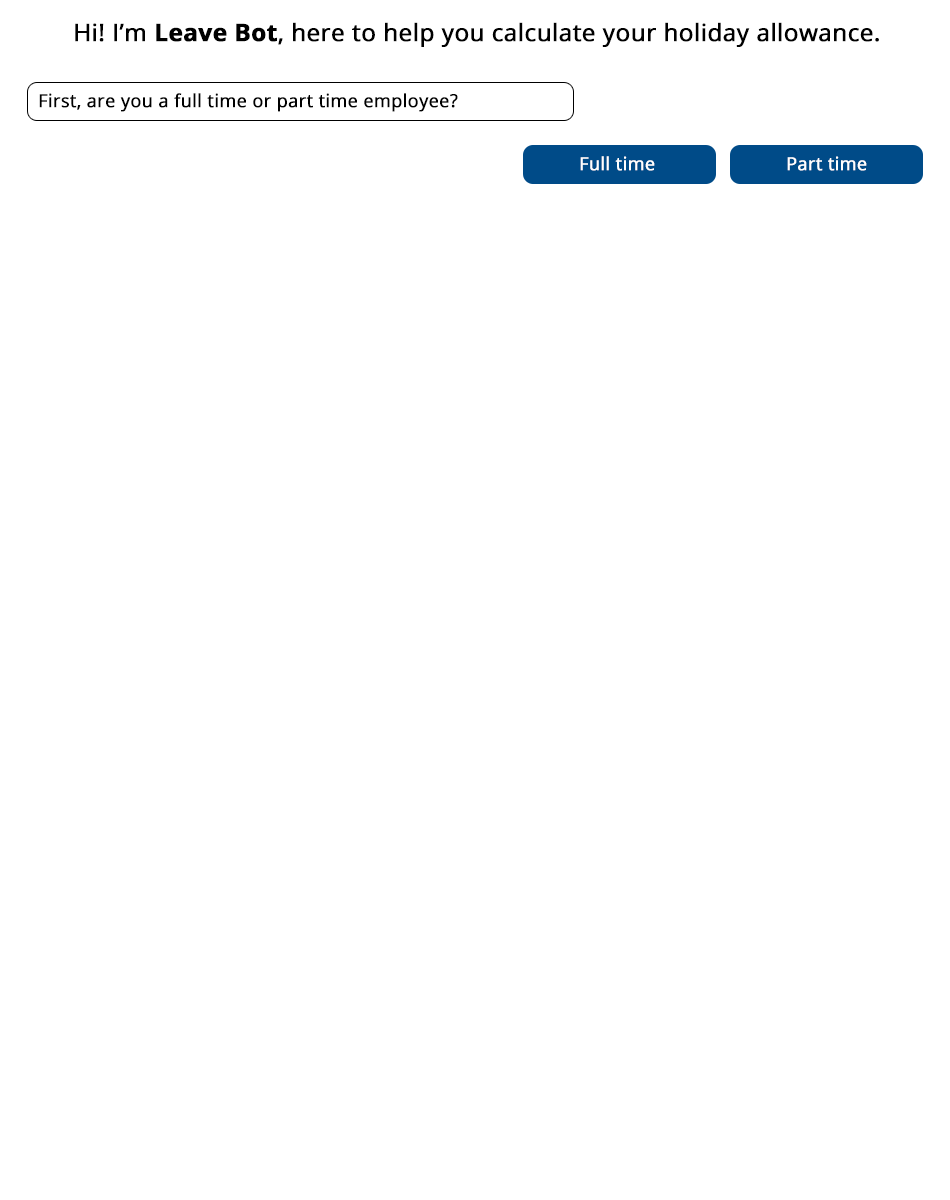 Hi! I’m Leave Bot, here to help you calculate your holiday allowance.
First, are you a full time or part time employee?
Full time
Part time